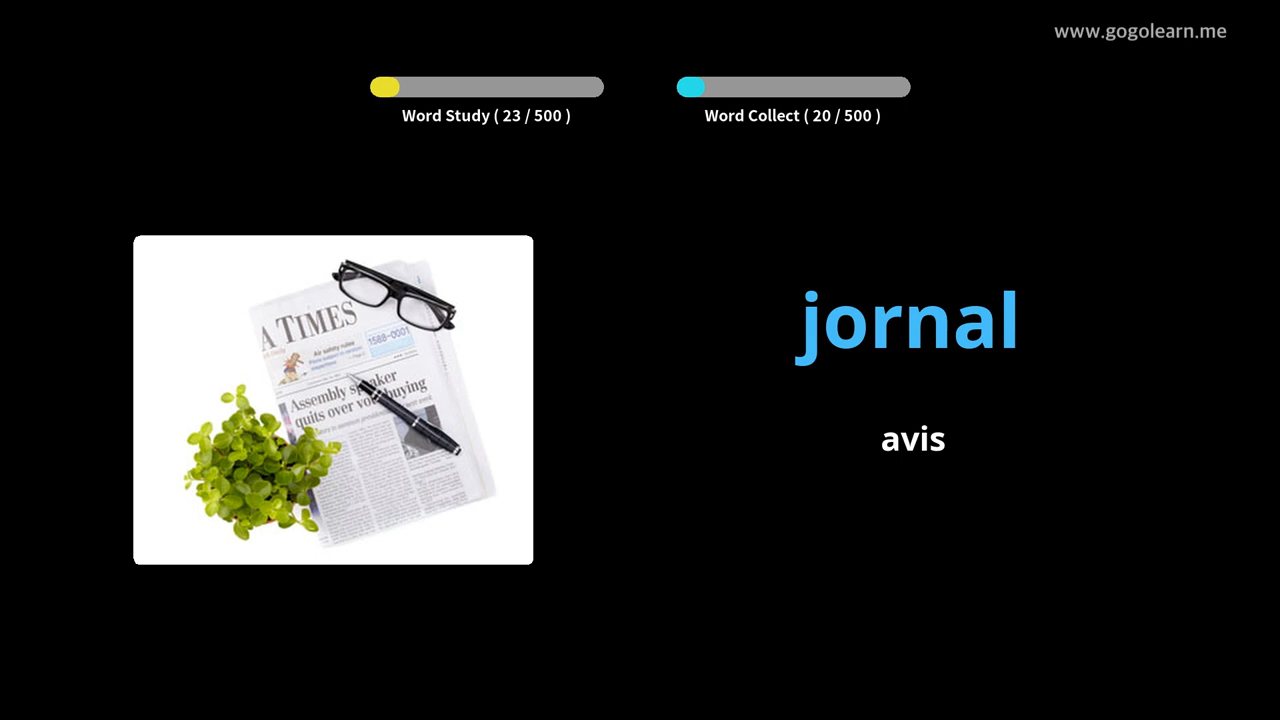 www.gogolearn.me
Word Study ( 23 / 500 )
Word Collect ( 20 / 500 )
A TIMES
Air safety rules
1588-0001
Assembly speaker
quits over vote buying
jornal
avis